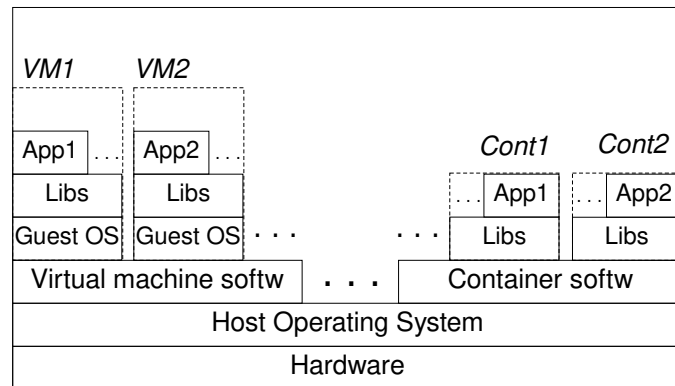 VM1 VM2
App1 ... App2 ... Cont1 Cont2
Libs Libs ... App1 ... App2
Guest OS Guest OS ... ... Libs Libs
Virtual machine softw ... Container softw
Host Operating System
Hardware